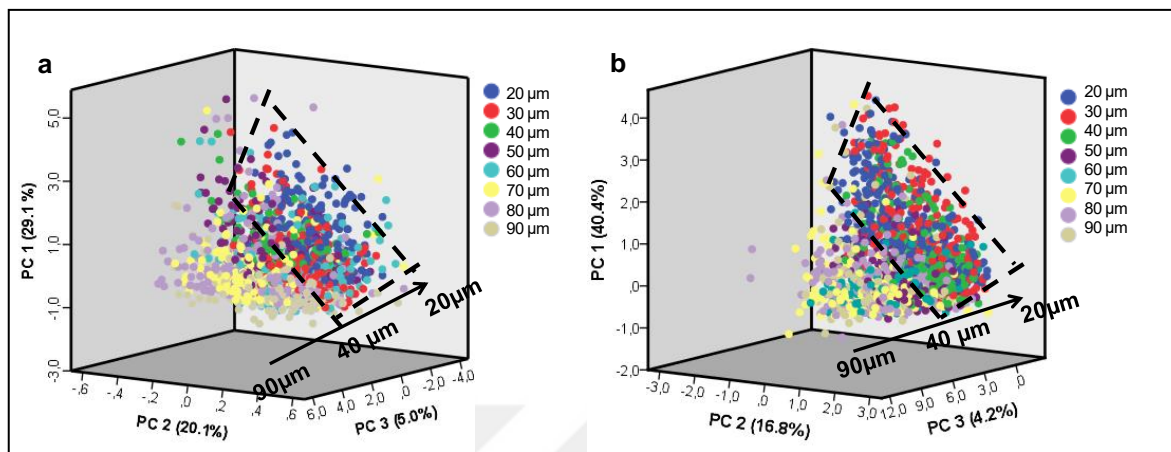 a
5,0
3,0
1,0
-1,0
-3,0
PC 1 (29.1 %)
-,6
-,4
-,2
,0
,2
,4
,6
PC 2 (20.1%)
6,0
4,0
2,0
,0
-2,0
-4,0
PC 3 (5.0%)
90µm
40 µm
20µm
20 µm
30 µm
40 µm
50 µm
60 µm
70 µm
80 µm
90 µm
b
4,0
3,0
2,0
1,0
,0
-1,0
-2,0
PC 1 (40.4%)
-3,0
-2,0
-1,0
,0
1,0
2,0
3,0
PC 2 (16.8%)
12,0
9,0
6,0
3,0
,0
PC 3 (4.2%)
90µm
40 µm
20µm
20 µm
30 µm
40 µm
50 µm
60 µm
70 µm
80 µm
90 µm